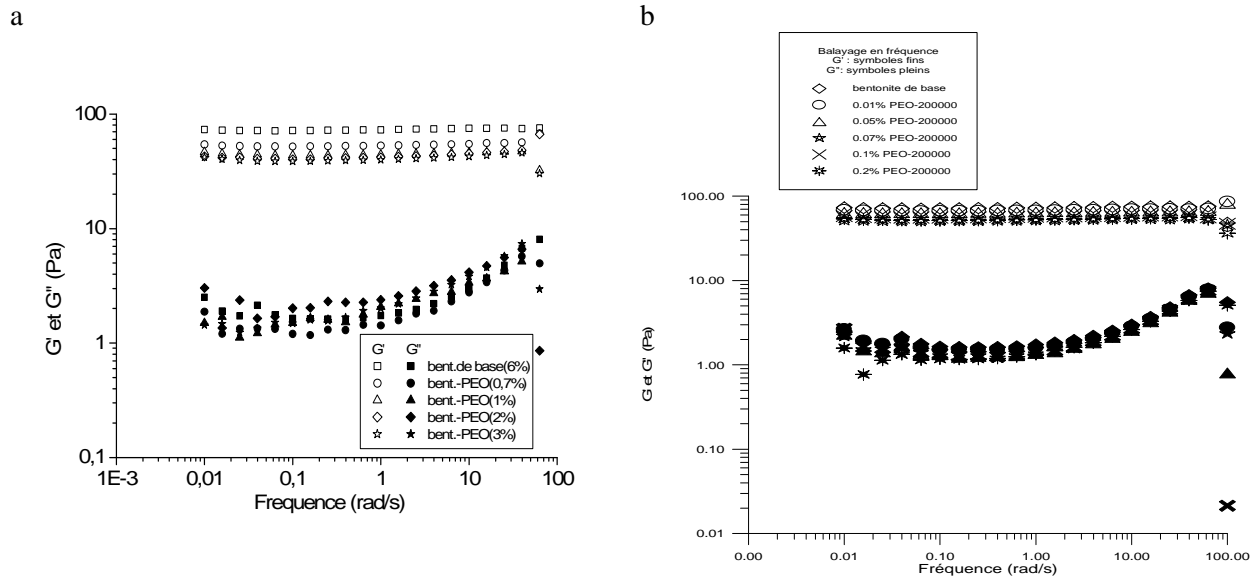 a
b
100
10
1
0,1
1E-3
0,01
0,1
1
10
100
G' et G" (Pa)
Frequence (rad/s)
G' G"
bent.de base(6%)
bent.-PEO(0,7%)
bent.-PEO(1%)
bent.-PEO(2%)
bent.-PEO(3%)
Balayage en fréquence
G' : symboles fins
G": symboles pleins
bentonite de base
0.01% PEO-200000
0.05% PEO-200000
0.07% PEO-200000
0.1% PEO-200000
0.2% PEO-200000
100.00
10.00
1.00
0.10
0.01
0.00
0.01
0.10
1.00
10.00
100.00
G et G' (Pa)
Fréquence (rad/s)